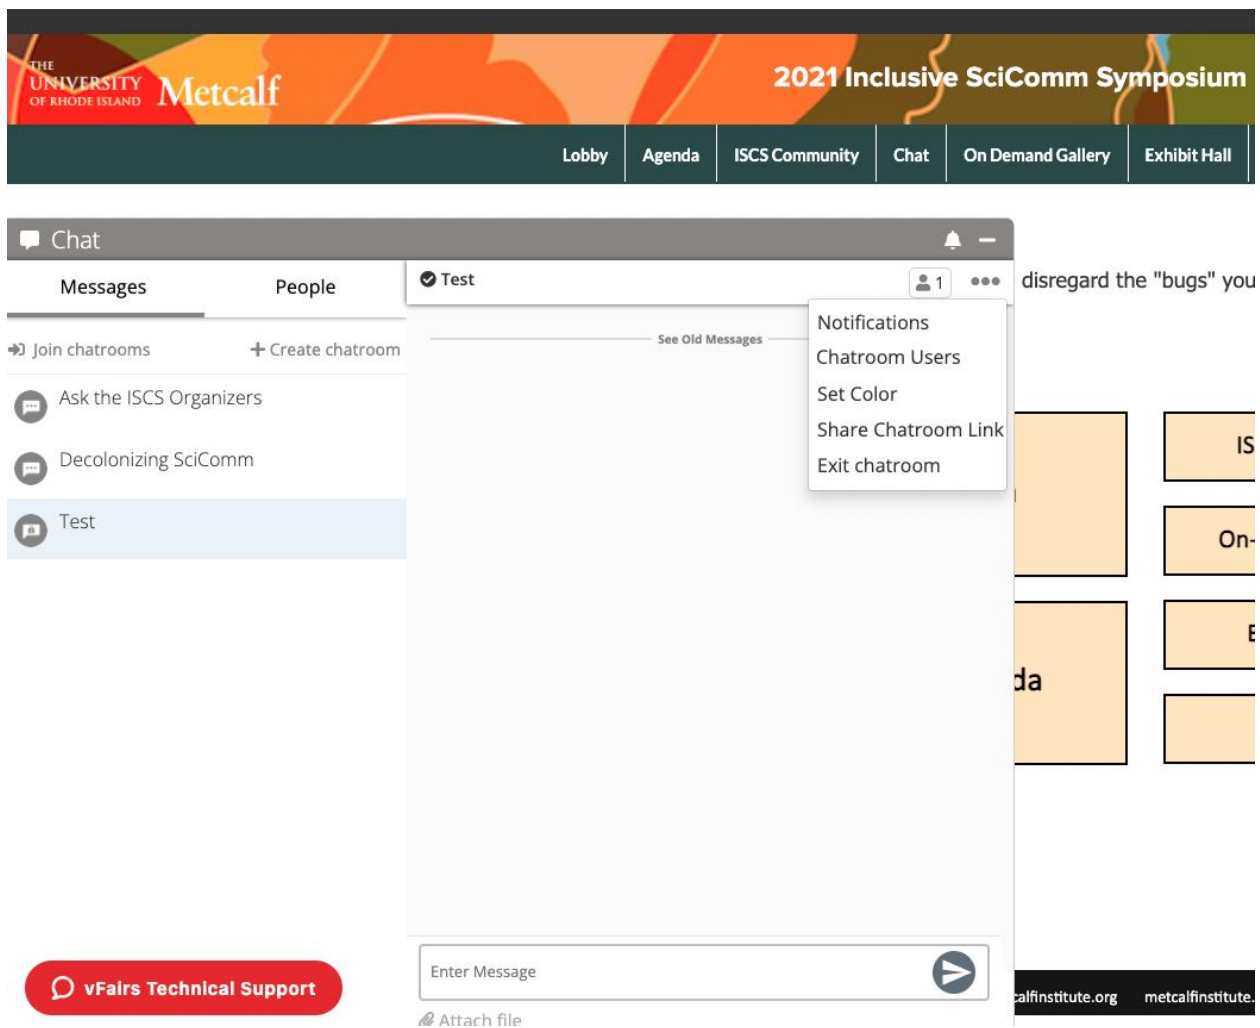 THE
UNIVERSITY
OF RHODE ISLAND
Metcalf
2021 Inclusive SciComm Symposium
Lobby
Agenda
ISCS Community
Chat
On Demand Gallery
Exhibit Hall
Chat
Messages
People
Join chatrooms
Create chatroom
Ask the ISCS Organizers
Decolonizing SciComm
Test
Test
1
See Old Messages
Notifications
Chatroom Users
Set Color
Share Chatroom Link
Exit chatroom
disregard the "bugs" you
IS
On-
da
Enter Message
Attach file
vFairs Technical Support
calfinstitute.org
metcalfinstitute.